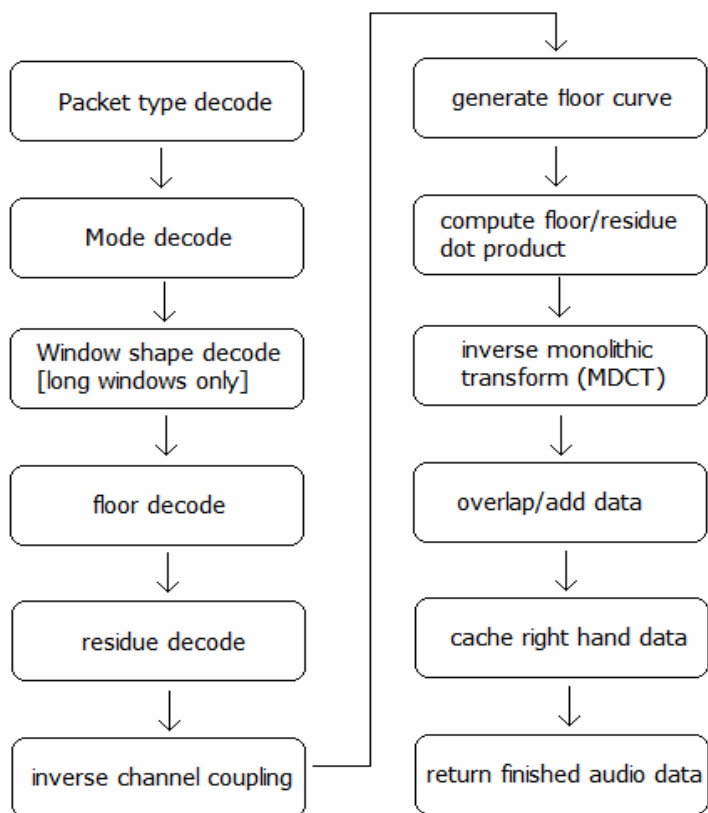 Packet type decode
Mode decode
Window shape decode
[long windows only]
floor decode
residue decode
inverse channel coupling
generate floor curve
compute floor/residue
dot product
inverse monolithic
transform (MDCT)
overlap/add data
cache right hand data
return finished audio data